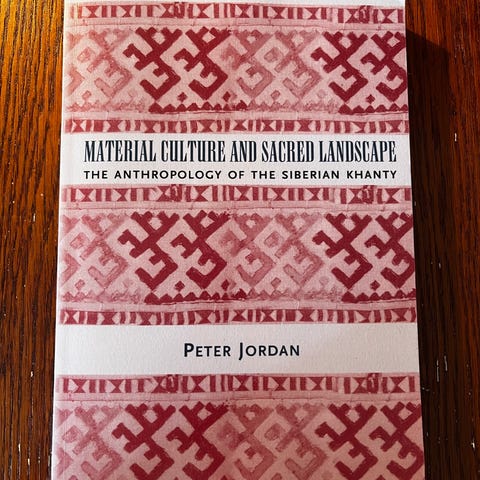 MATERIAL CULTURE AND SACRED LANDSCAPE
THE ANTHROPOLOGY OF THE SIBERIAN KHANTY
PETER JORDAN